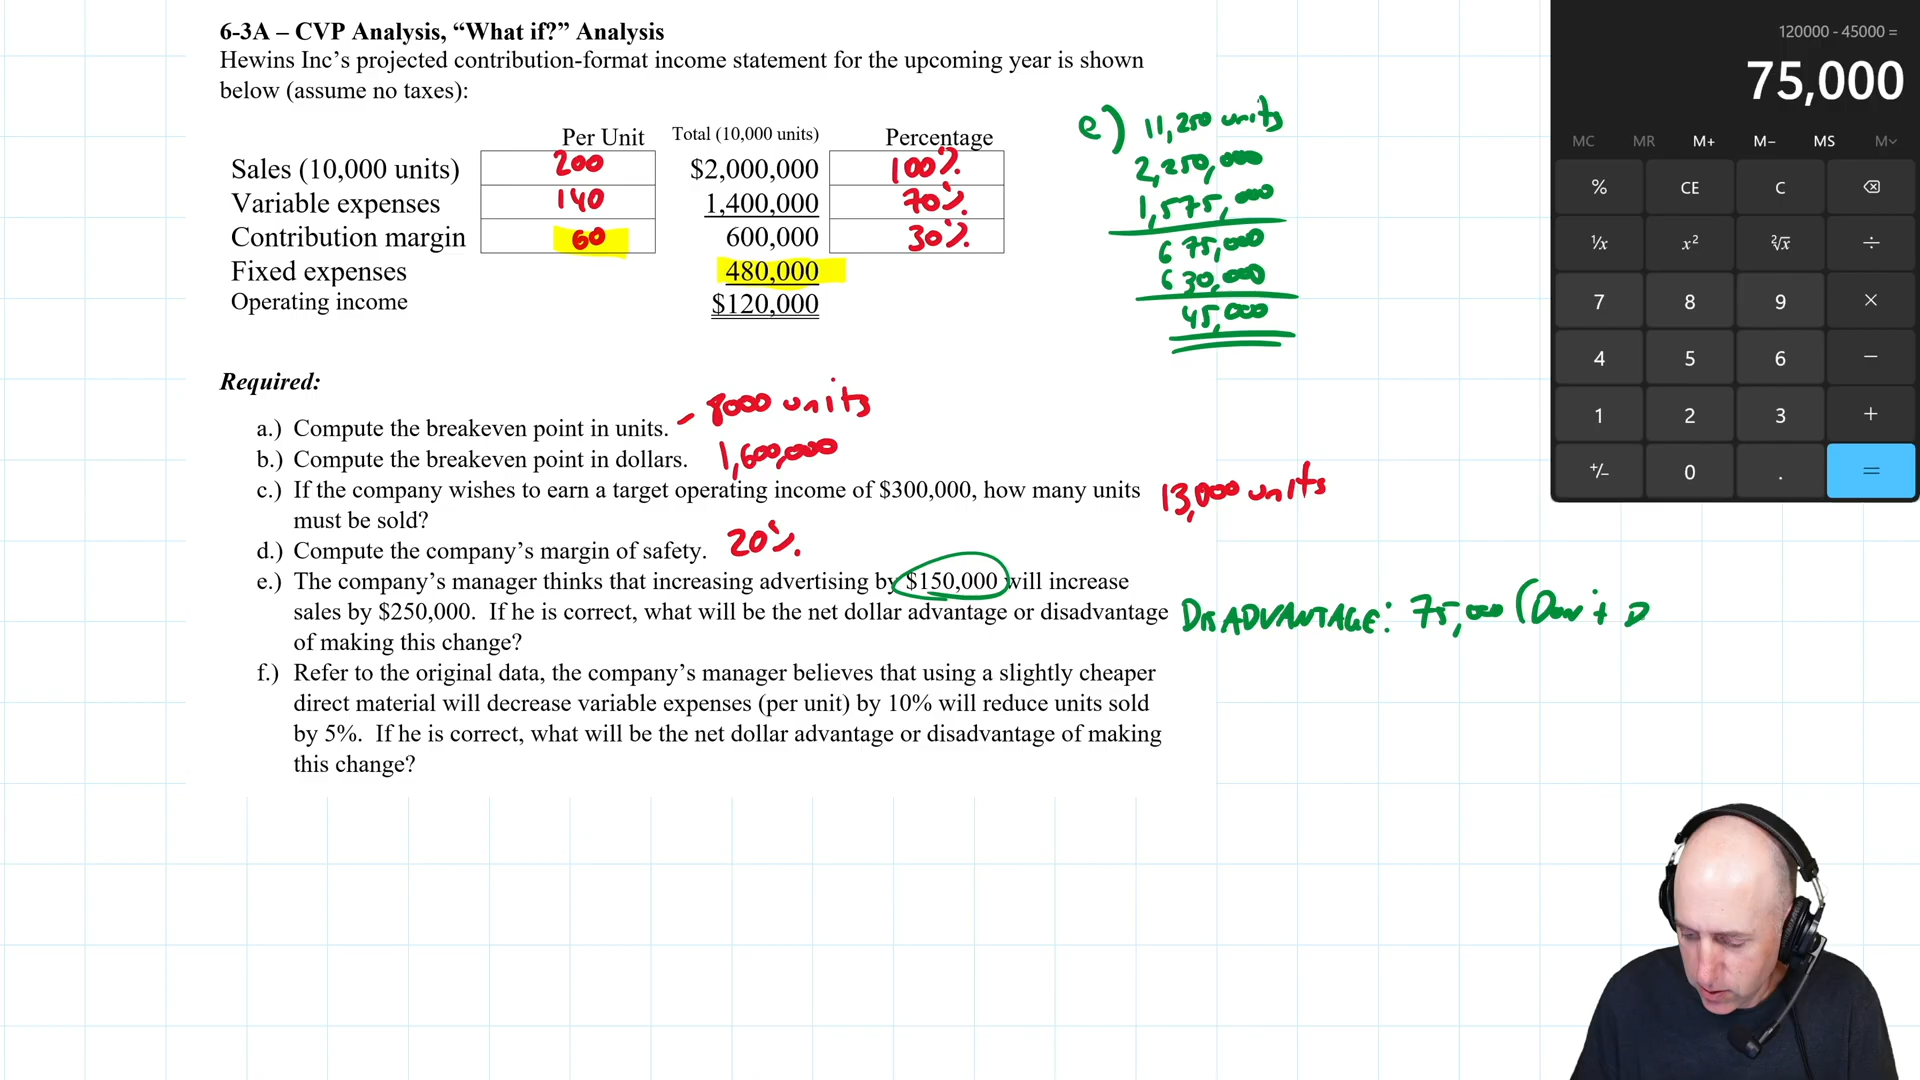 6-3A – CVP Analysis, “What if?” Analysis
Hewins Inc’s projected contribution-format income statement for the upcoming year is shown
below (assume no taxes):
Per Unit Total (10,000 units) Percentage
Sales (10,000 units) 200 $2,000,000 100%
Variable expenses 140 1,400,000 70%
Contribution margin 60 600,000 30%
Fixed expenses 480,000
Operating income $120,000
e) 11,250 units
2,250,000
1,575,000
675,000
630,000
45,000
Required:
a.) Compute the breakeven point in units. - 8000 units
b.) Compute the breakeven point in dollars. 1,600,000
c.) If the company wishes to earn a target operating income of $300,000, how many units
must be sold? 13,000 units
d.) Compute the company’s margin of safety. 20%
e.) The company’s manager thinks that increasing advertising by $150,000 will increase
sales by $250,000. If he is correct, what will be the net dollar advantage or disadvantage
of making this change? DISADVANTAGE: 75,000 (Don't D
f.) Refer to the original data, the company’s manager believes that using a slightly cheaper
direct material will decrease variable expenses (per unit) by 10% will reduce units sold
by 5%. If he is correct, what will be the net dollar advantage or disadvantage of making
this change?
120000 - 45000 =
75,000
MC MR M+ M− MS M˅
% CE C ⌫
¹/x x² ²√x ÷
7 8 9 ×
4 5 6 −
1 2 3 +
+/− 0 . =